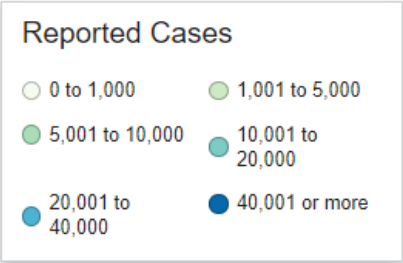 Reported Cases
0 to 1,000
1,001 to 5,000
5,001 to 10,000
10,001 to
20,000
20,001 to
40,000
40,001 or more